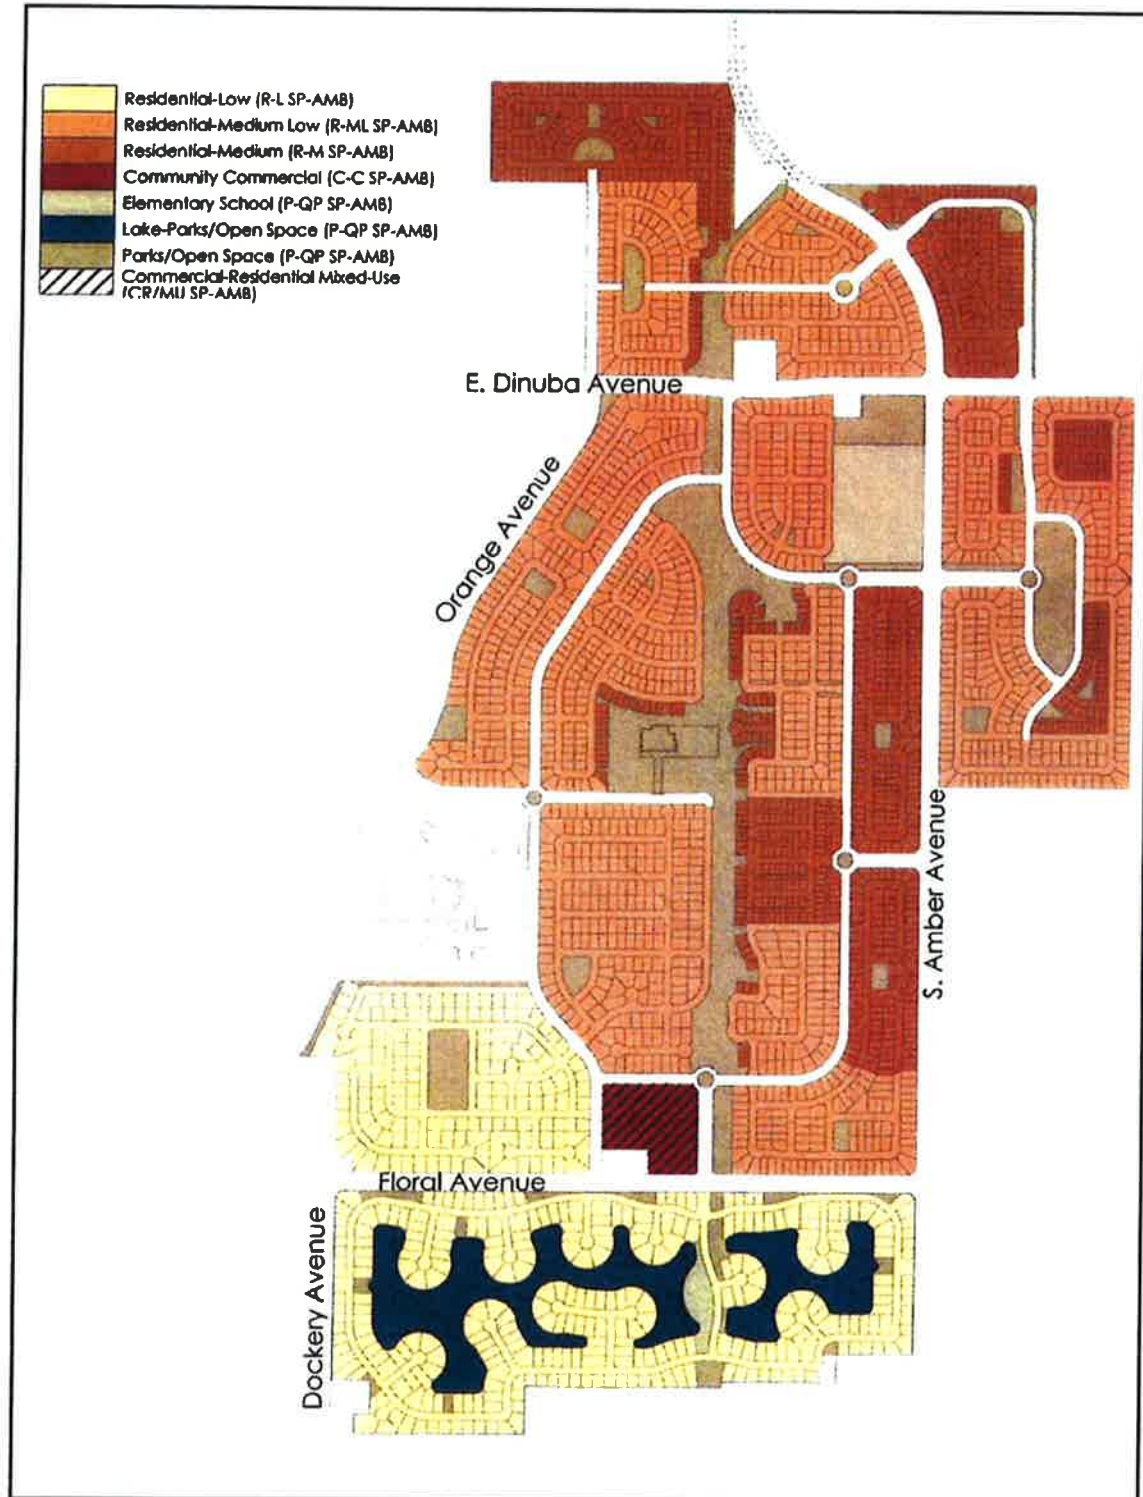 Residential-Low (R-L SP-AMB)
Residential-Medium Low (R-ML SP-AMB)
Residential-Medium (R-M SP-AMB)
Community Commercial (C-C SP-AMB)
Elementary School (P-QP SP-AMB)
Lake-Parks/Open Space (P-QP SP-AMB)
Parks/Open Space (P-QP SP-AMB)
Commercial-Residential Mixed-Use
(CR/MU SP-AMB)
E. Dinuba Avenue
Orange Avenue
S. Amber Avenue
Floral Avenue
Dockery Avenue